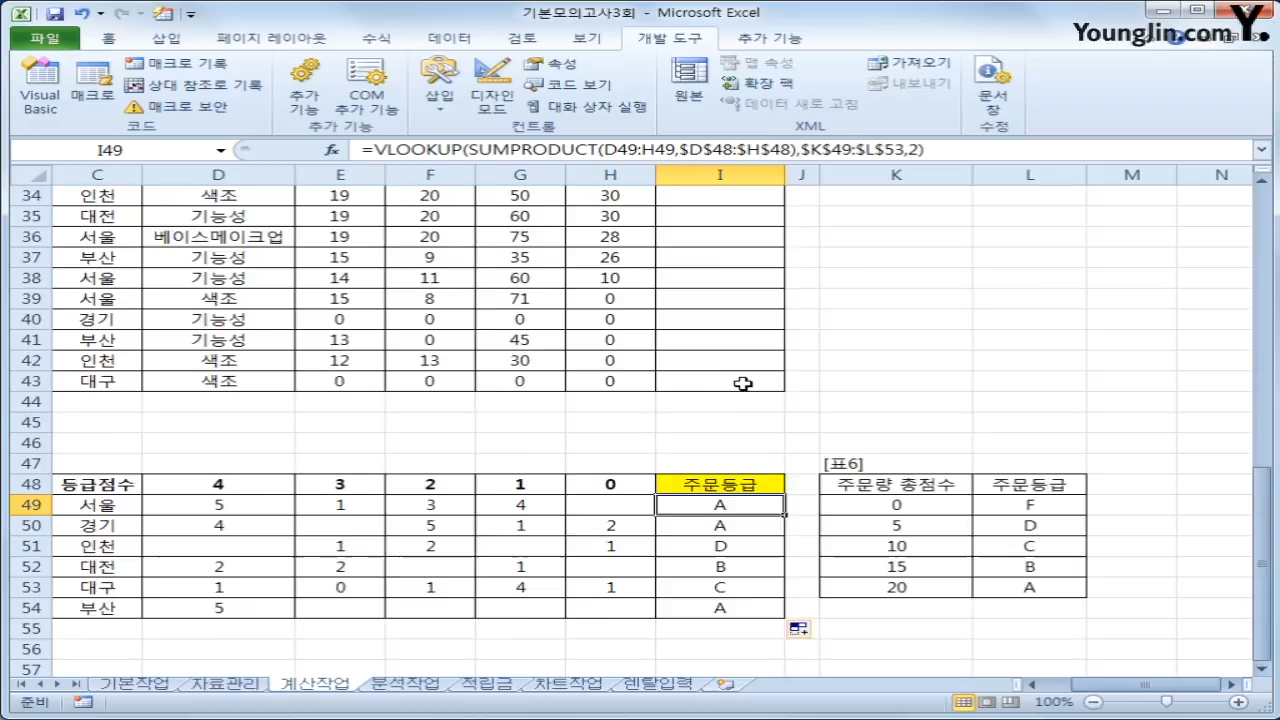 기본모의고사3회 - Microsoft Excel
Younglin.com Y.
파일 홈 삽입 페이지 레이아웃 수식 데이터 검토 보기 개발 도구 추가 기능
Visual Basic
매크로
매크로 기록
상대 참조로 기록
매크로 보안
코드
추가 기능
COM 추가 기능
추가 기능
삽입
디자인 모드
속성
코드 보기
대화 상자 실행
컨트롤
원본
맵 속성
확장 팩
데이터 새로 고침
가져오기
내보내기
XML
문서 창
수정
I49 fx =VLOOKUP(SUMPRODUCT(D49:H49,$D$48:$H$48),$K$49:$L$53,2)
C D E F G H I J K L M N
34 인천 색조 19 20 50 30
35 대전 기능성 19 20 60 30
36 서울 베이스메이크업 19 20 75 28
37 부산 기능성 15 9 35 26
38 서울 기능성 14 11 60 10
39 서울 색조 15 8 71 0
40 경기 기능성 0 0 0 0
41 부산 기능성 13 0 45 0
42 인천 색조 12 13 30 0
43 대구 색조 0 0 0 0
44
45
46
47 [표6]
48 등급점수 4 3 2 1 0 주문등급 주문량 총점수 주문등급
49 서울 5 1 3 4 A 0 F
50 경기 4 5 1 2 A 5 D
51 인천 1 2 1 D 10 C
52 대전 2 2 1 B 15 B
53 대구 1 0 1 4 1 C 20 A
54 부산 5 A
55
56
57
기본작업 자료관리 계산작업 분석작업 적립금 차트작업 렌탈입력
준비 100%